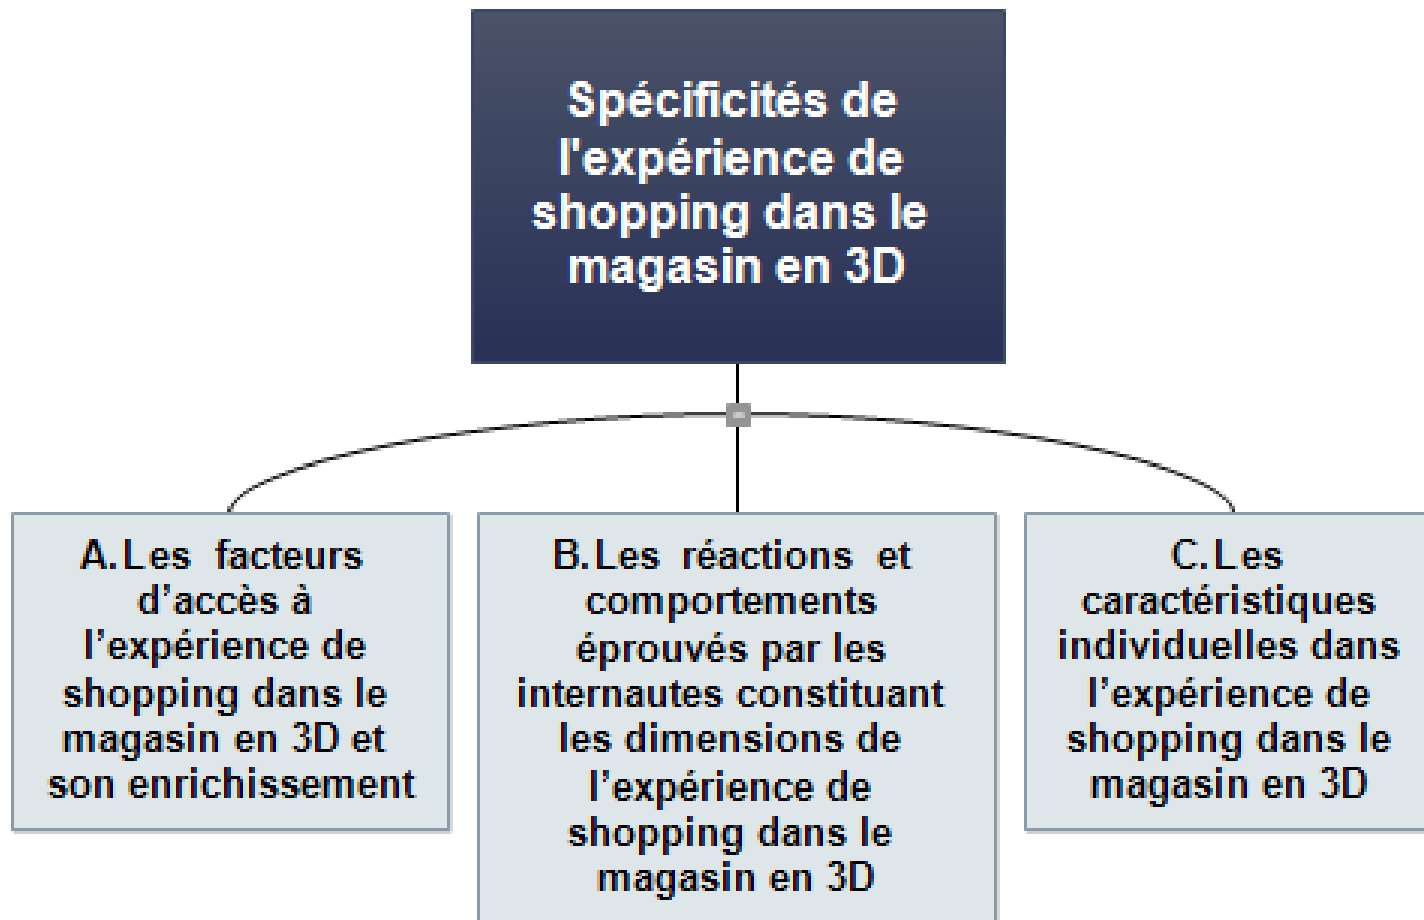 Spécificités de
l'expérience de
shopping dans le
magasin en 3D
A. Les facteurs
d’accès à
l’expérience de
shopping dans le
magasin en 3D et
son enrichissement
B. Les réactions et
comportements
éprouvés par les
internautes constituant
les dimensions de
l’expérience de
shopping dans le
magasin en 3D
C. Les
caractéristiques
individuelles dans
l’expérience de
shopping dans le
magasin en 3D